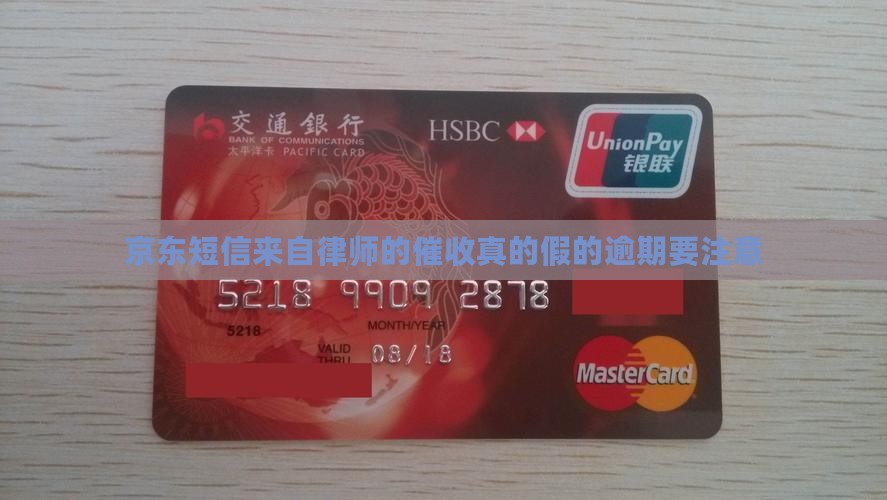 交通銀行
BANK OF COMMUNICATIONS
太平洋卡 PACIFIC CARD
HSBC
UnionPay
银联
京东短信来自律师的催收真的假的逾期要注意
5218 9909 2878
5218
MONTH/YEAR
VALID
THRU
08/18
MasterCard